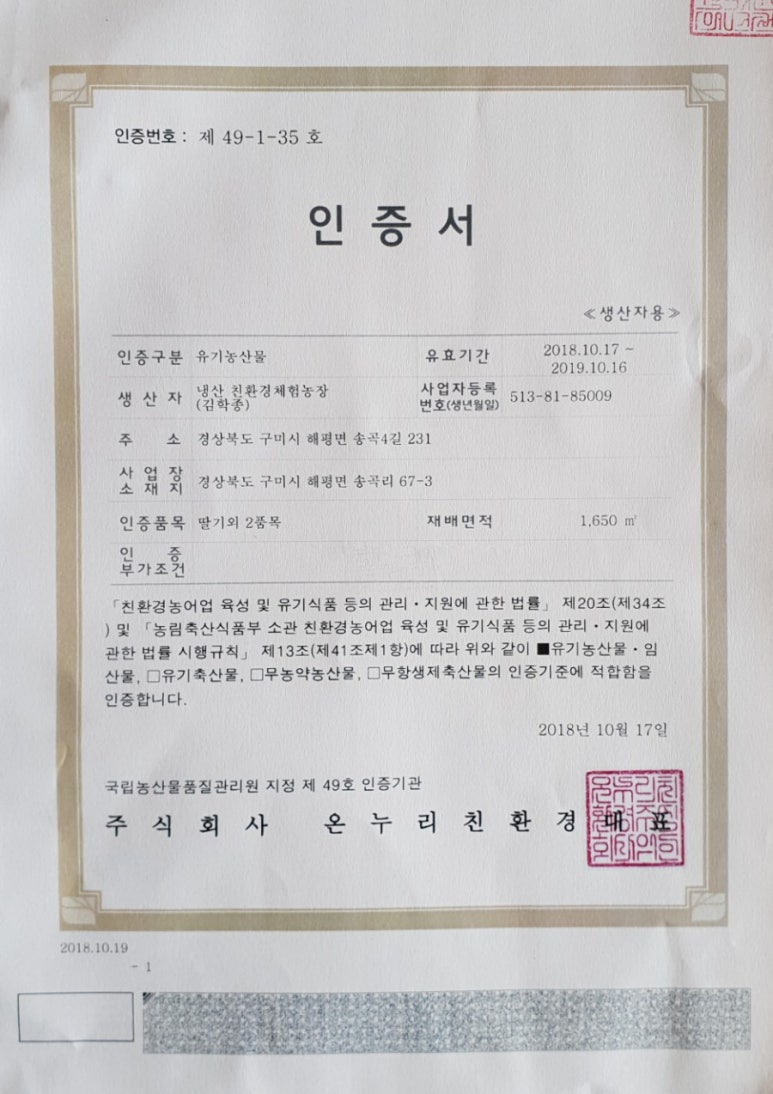 인증번호 : 제 49-1-35 호
인 증 서
≪생산자용≫
인증구분 유기농산물 유효기간 2018.10.17 ~ 2019.10.16
생 산 자 냉산 친환경체험농장 (김학종) 사업자등록번호(생년월일) 513-81-85009
주 소 경상북도 구미시 해평면 송곡4길 231
사 업 장 소 재 지 경상북도 구미시 해평면 송곡리 67-3
인증품목 딸기외 2품목 재배면적 1,650 ㎡
인 증 부가조건
「친환경농어업 육성 및 유기식품 등의 관리・지원에 관한 법률」 제20조(제34조
) 및 「농림축산식품부 소관 친환경농어업 육성 및 유기식품 등의 관리・지원에
관한 법률 시행규칙」 제13조(제41조제1항)에 따라 위와 같이 ■유기농산물・임
산물, □유기축산물, □무농약농산물, □무항생제축산물의 인증기준에 적합함을
인증합니다.
2018년 10월 17일
국립농산물품질관리원 지정 제 49호 인증기관
주 식 회 사 온 누 리 친 환 경 대 표
2018.10.19
- 1